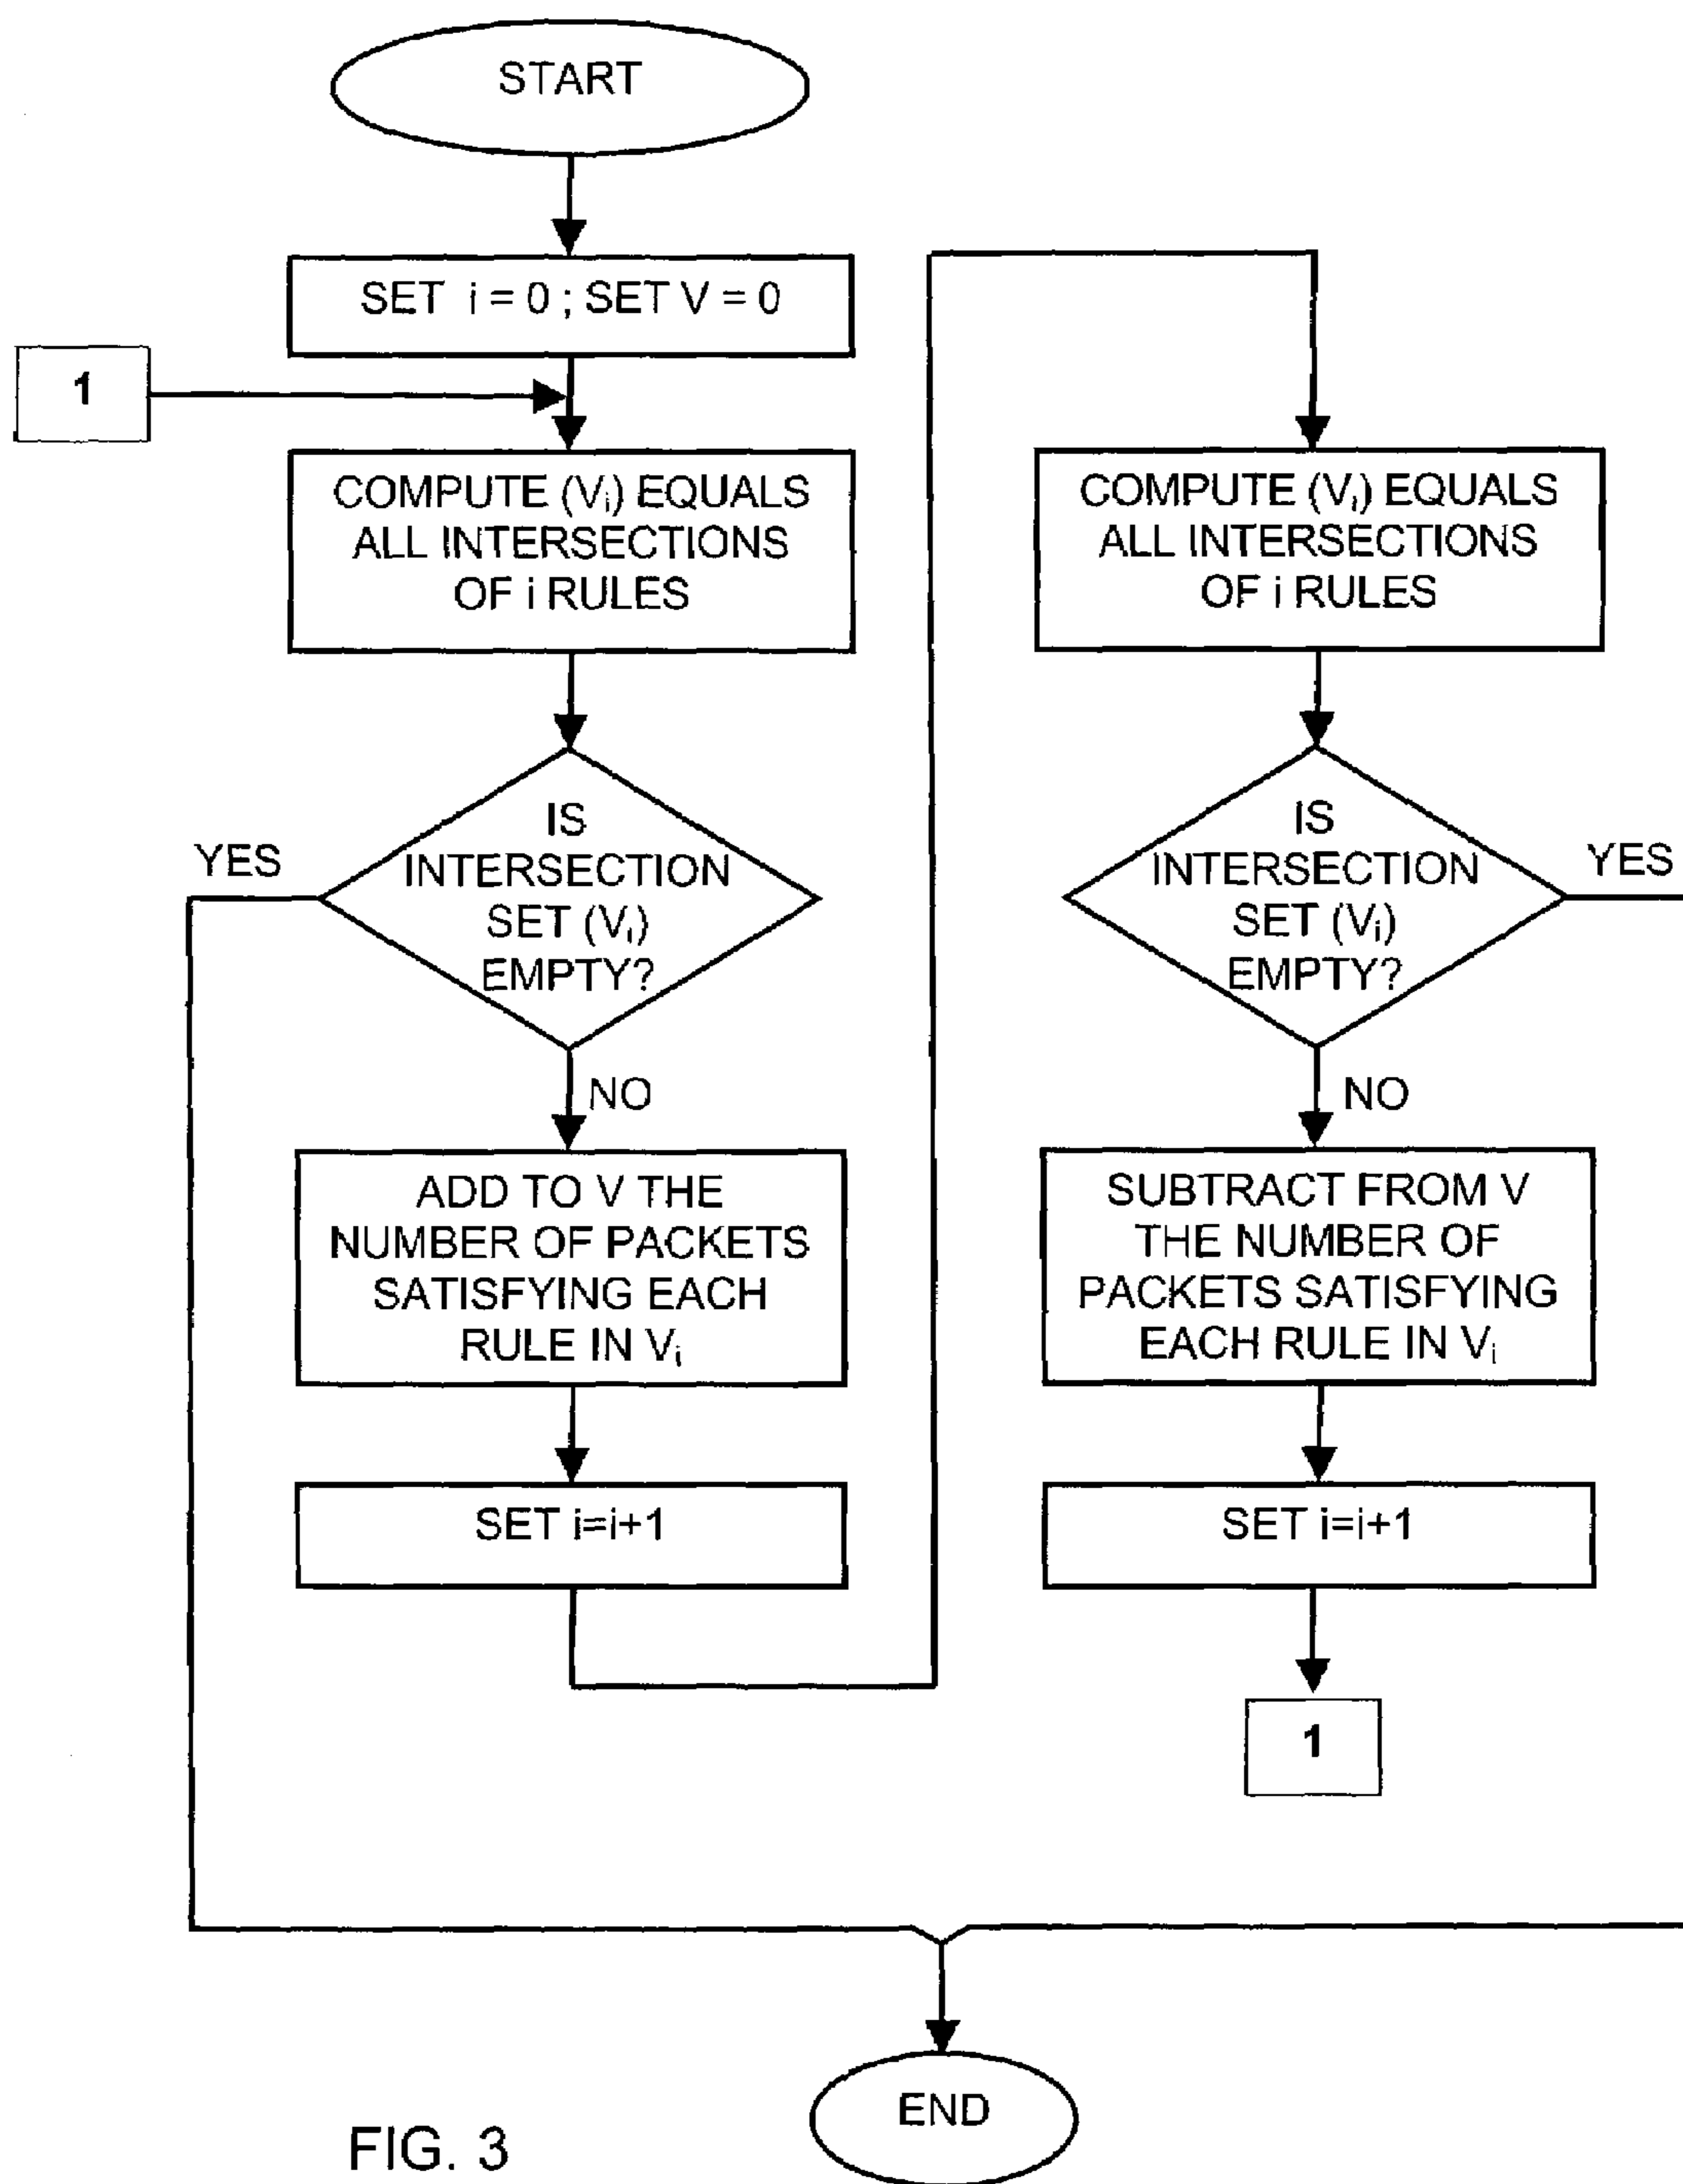 START
SET i = 0 ; SET V = 0
1
COMPUTE (Vi) EQUALS
ALL INTERSECTIONS
OF i RULES
IS
INTERSECTION
SET (Vi)
EMPTY?
YES
NO
ADD TO V THE
NUMBER OF PACKETS
SATISFYING EACH
RULE IN Vi
SET i=i+1
COMPUTE (Vi) EQUALS
ALL INTERSECTIONS
OF i RULES
IS
INTERSECTION
SET (Vi)
EMPTY?
YES
NO
SUBTRACT FROM V
THE NUMBER OF
PACKETS SATISFYING
EACH RULE IN Vi
SET i=i+1
1
END
FIG. 3